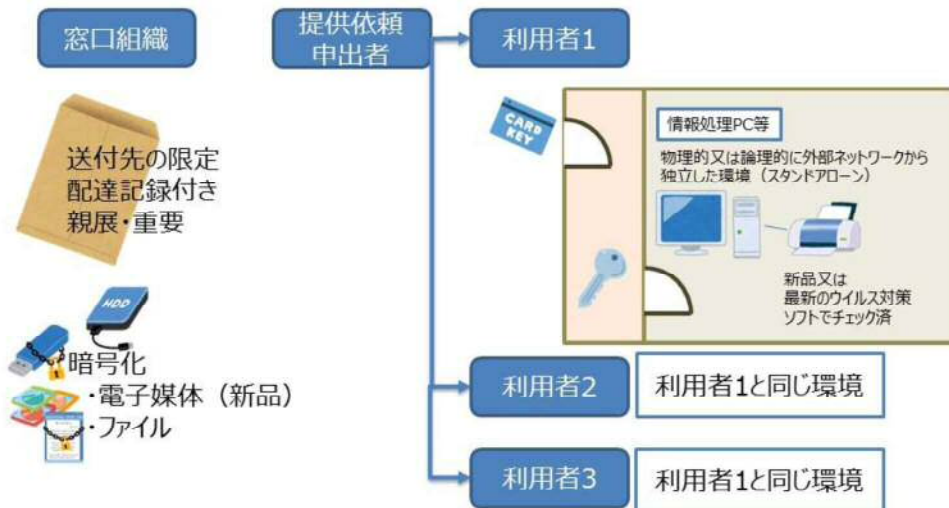 窓口組織
提供依頼
申出者
利用者1
送付先の限定
配達記録付き
親展・重要
CARD
KEY
情報処理PC等
物理的又は論理的に外部ネットワークから
独立した環境（スタンドアローン）
新品又は
最新のウイルス対策
ソフトでチェック済
HDD
暗号化
・電子媒体（新品）
・ファイル
利用者2
利用者1と同じ環境
利用者3
利用者1と同じ環境